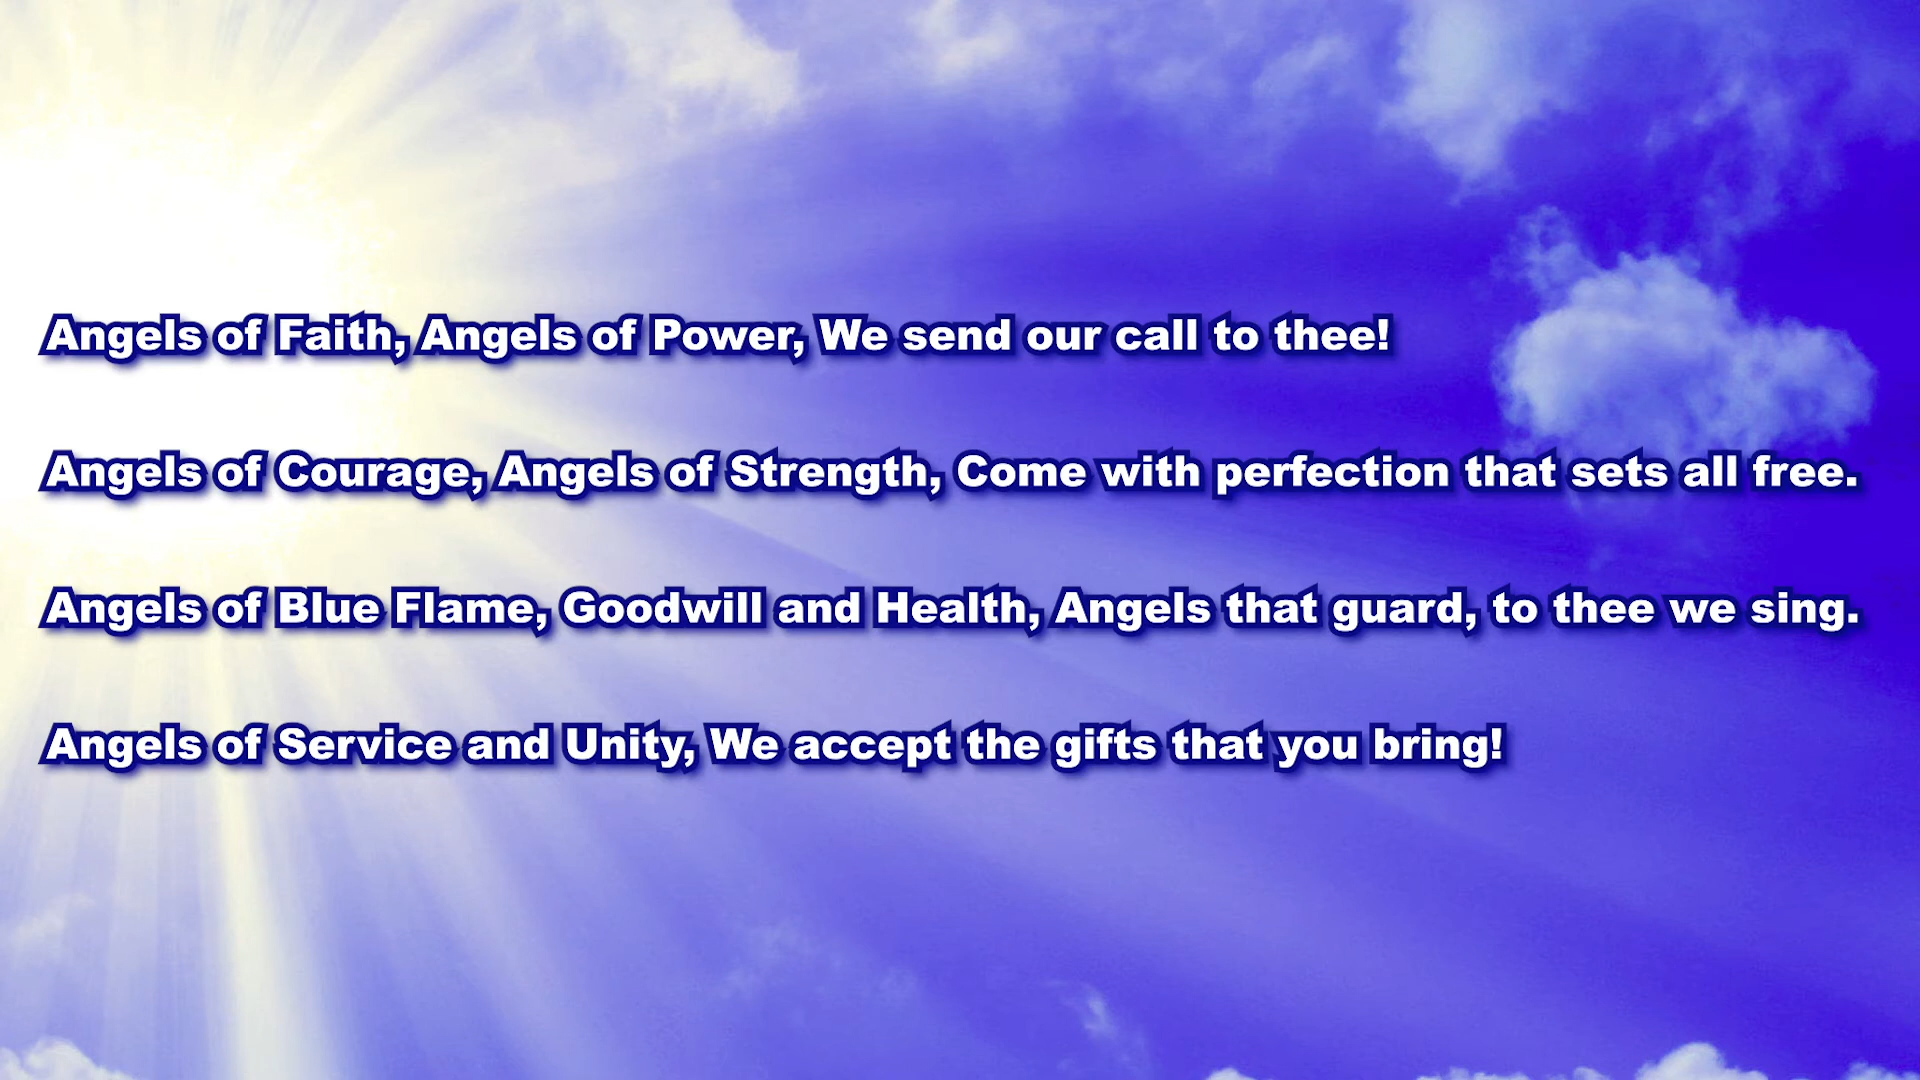 Angels of Faith, Angels of Power, We send our call to thee!
Angels of Courage, Angels of Strength, Come with perfection that sets all free.
Angels of Blue Flame, Goodwill and Health, Angels that guard, to thee we sing.
Angels of Service and Unity, We accept the gifts that you bring!